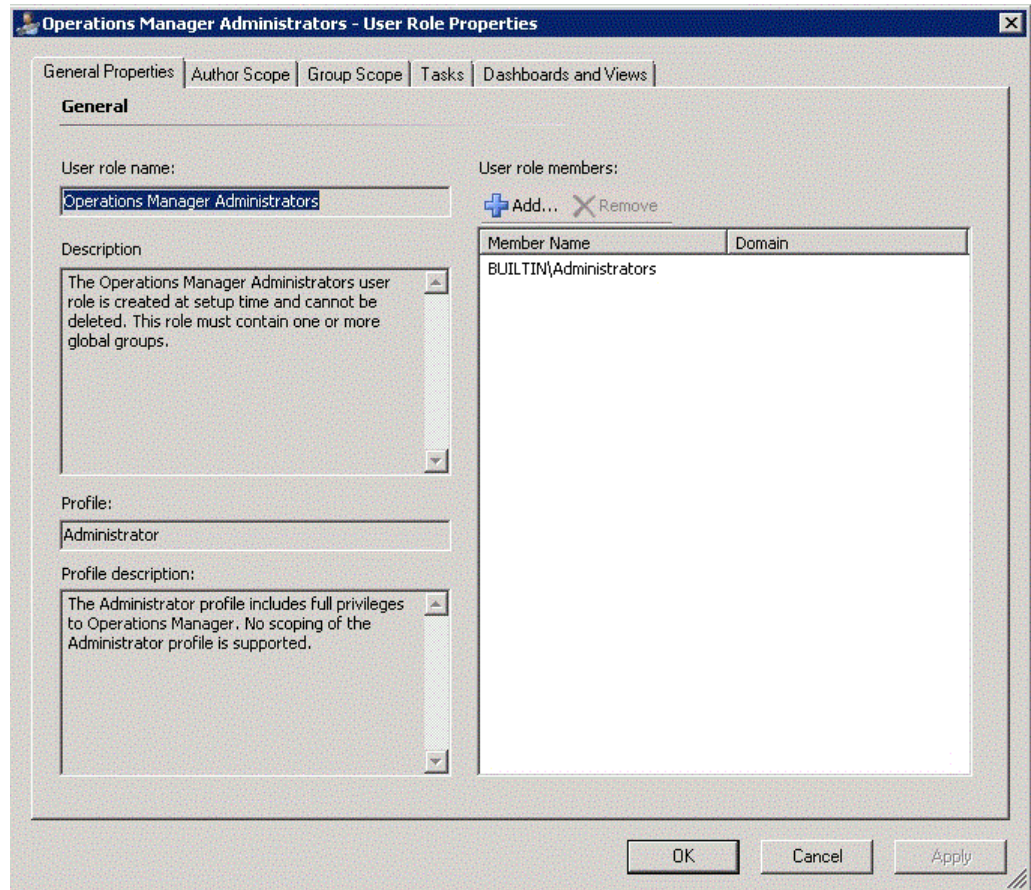 Operations Manager Administrators - User Role Properties
General Properties
Author Scope
Group Scope
Tasks
Dashboards and Views
General
User role name:
Operations Manager Administrators
Description
The Operations Manager Administrators user
role is created at setup time and cannot be
deleted. This role must contain one or more
global groups.
Profile:
Administrator
Profile description:
The Administrator profile includes full privileges
to Operations Manager. No scoping of the
Administrator profile is supported.
User role members:
Add...
Remove
Member Name
Domain
BUILTIN\Administrators
OK
Cancel
Apply